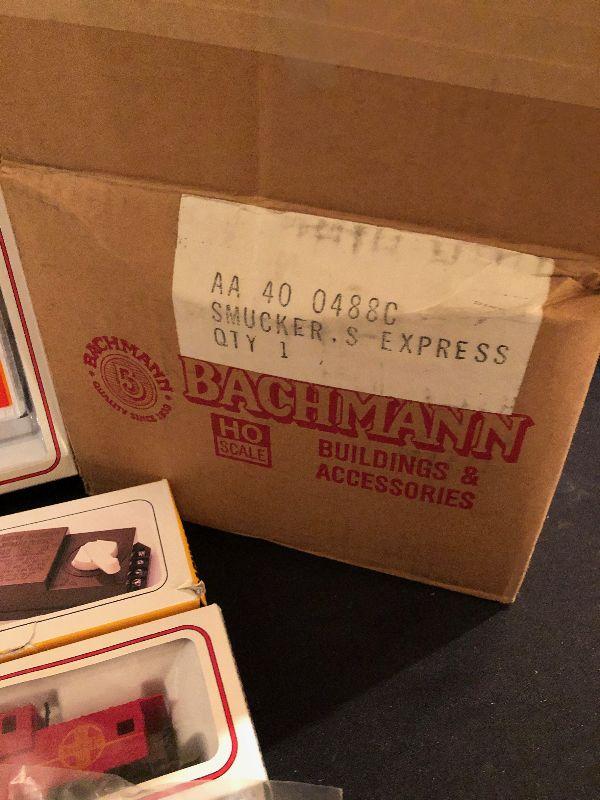 AA 40 0488C
SMUCKER.S EXPRESS
QTY 1
BACHMANN
QUALITY SINCE 1833
BACHMANN
HO
SCALE
BUILDINGS &
ACCESSORIES